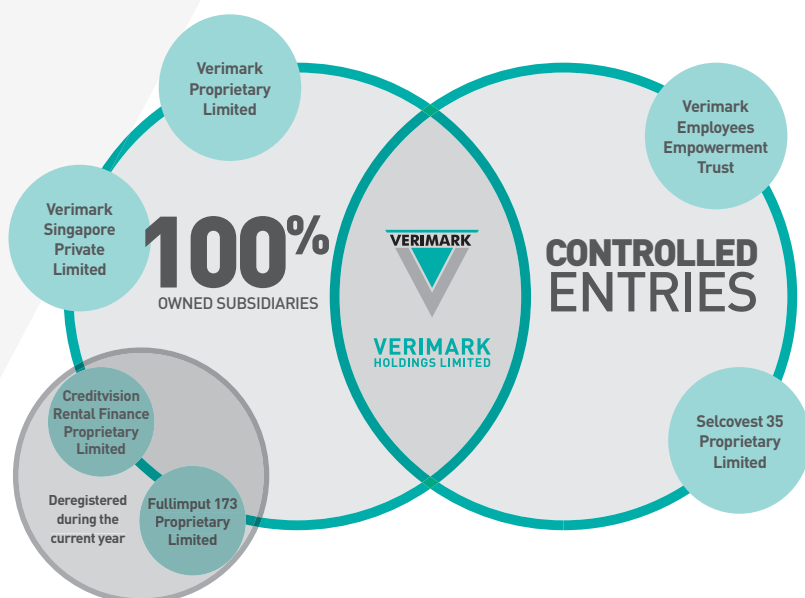 Verimark
Proprietary
Limited
Verimark
Singapore
Private
Limited
100%
OWNED SUBSIDIARIES
Creditvision
Rental Finance
Proprietary
Limited
Deregistered
during the
current year
Fullimput 173
Proprietary
Limited
VERIMARK
VERIMARK
HOLDINGS LIMITED
Verimark
Employees
Empowerment
Trust
CONTROLLED
ENTRIES
Selcovest 35
Proprietary
Limited